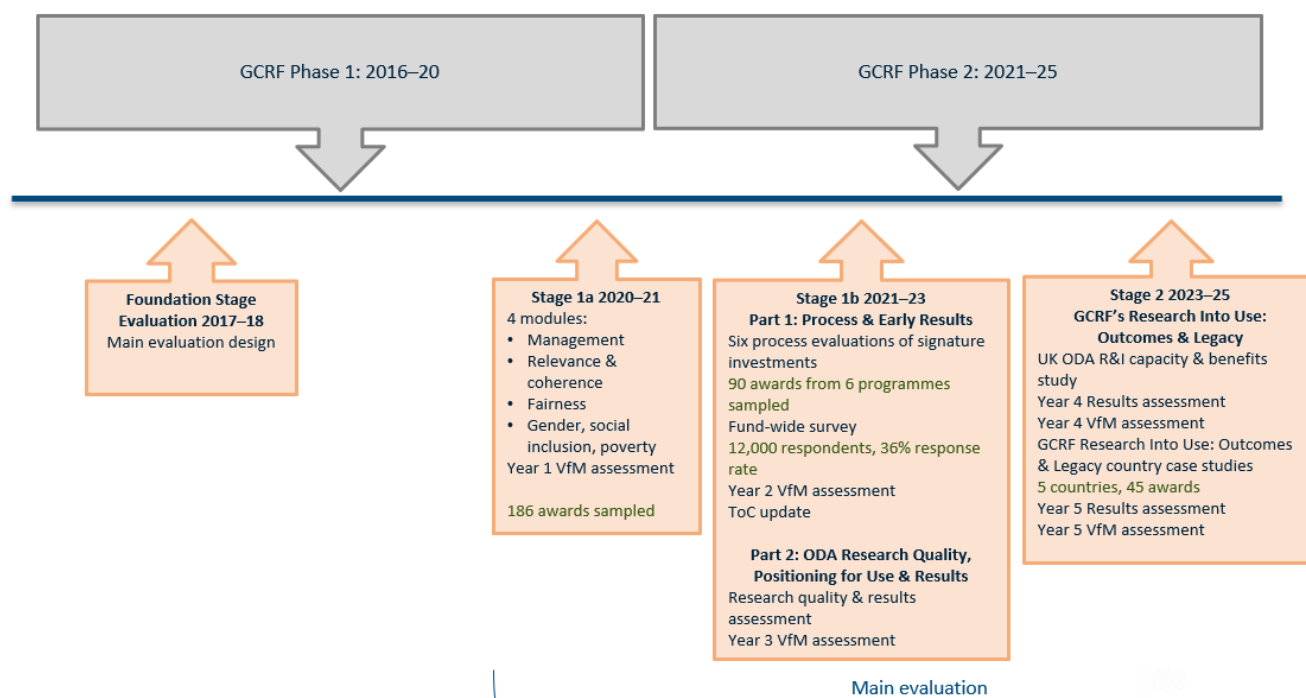 GCRF Phase 1: 2016–20
GCRF Phase 2: 2021–25
Foundation Stage
Evaluation 2017–18
Main evaluation design
Stage 1a 2020–21
4 modules:
• Management
• Relevance &
coherence
• Fairness
• Gender, social
inclusion, poverty
Year 1 VfM assessment
186 awards sampled
Stage 1b 2021–23
Part 1: Process & Early Results
Six process evaluations of signature
investments
90 awards from 6 programmes
sampled
Fund-wide survey
12,000 respondents, 36% response
rate
Year 2 VfM assessment
ToC update
Part 2: ODA Research Quality,
Positioning for Use & Results
Research quality & results
assessment
Year 3 VfM assessment
Stage 2 2023–25
GCRF's Research Into Use:
Outcomes & Legacy
UK ODA R&I capacity & benefits
study
Year 4 Results assessment
Year 4 VfM assessment
GCRF Research Into Use: Outcomes
& Legacy country case studies
5 countries, 45 awards
Year 5 Results assessment
Year 5 VfM assessment
Main evaluation